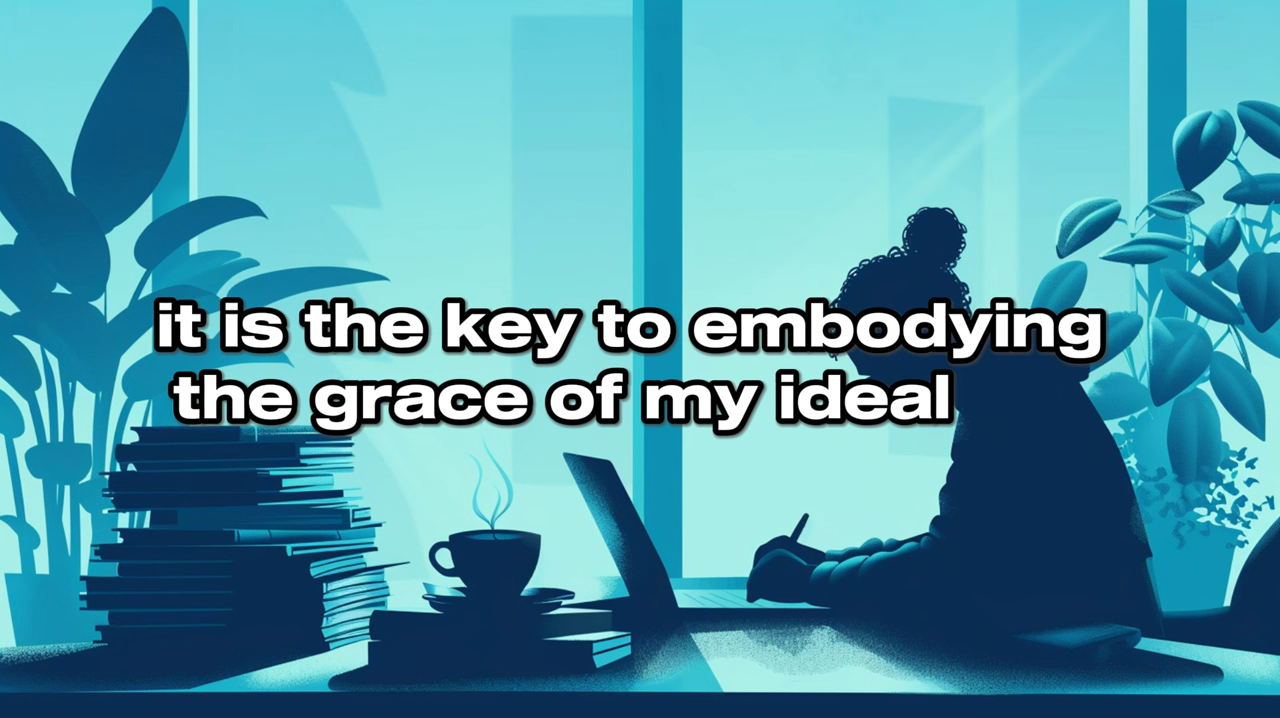 it is the key to embodying
the grace of my ideal